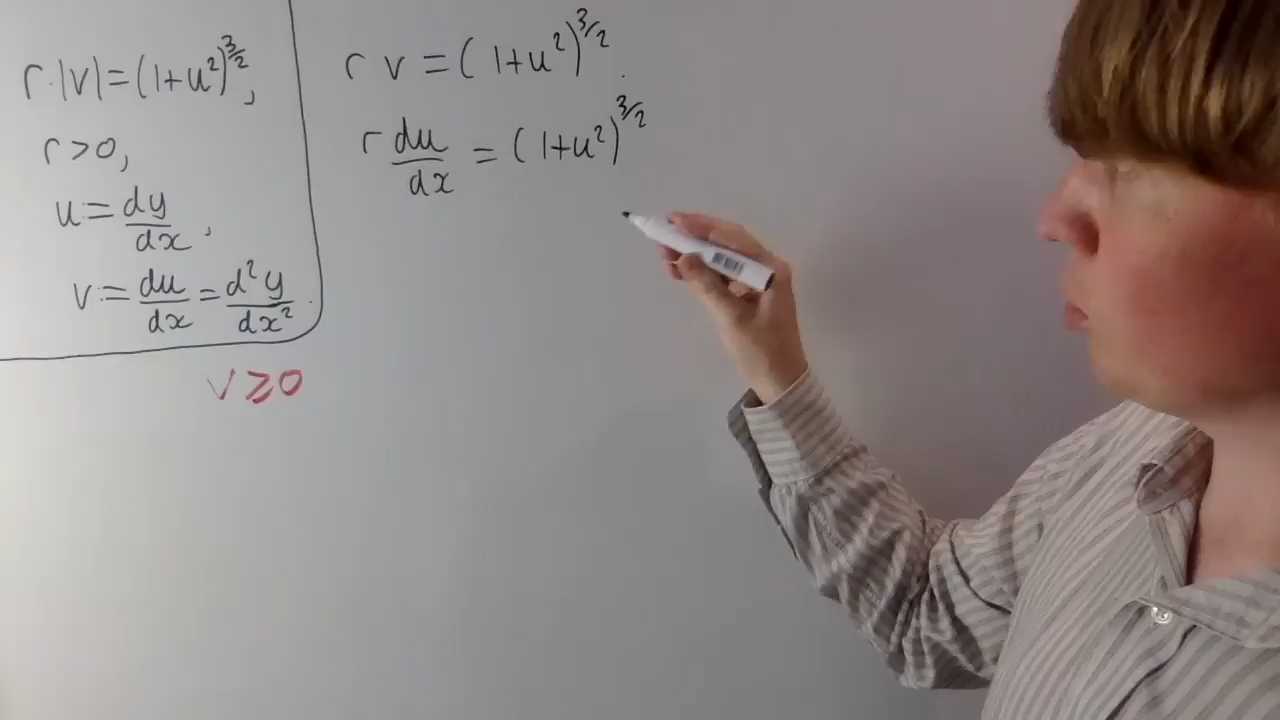 r·|v|=(1+u²)^{3/2},
r>0,
u:=dy/dx,
v:=du/dx=d²y/dx².
v≥0
r v=(1+u²)^{3/2}.
r du/dx=(1+u²)^{3/2}